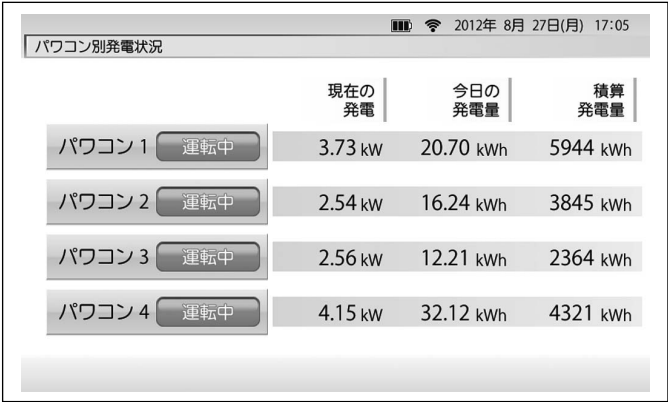 2012年 8月 27日(月) 17:05
パワコン別発電状況
現在の
発電
今日の
発電量
積算
発電量
パワコン 1 運転中 3.73 kW 20.70 kWh 5944 kWh
パワコン 2 運転中 2.54 kW 16.24 kWh 3845 kWh
パワコン 3 運転中 2.56 kW 12.21 kWh 2364 kWh
パワコン 4 運転中 4.15 kW 32.12 kWh 4321 kWh